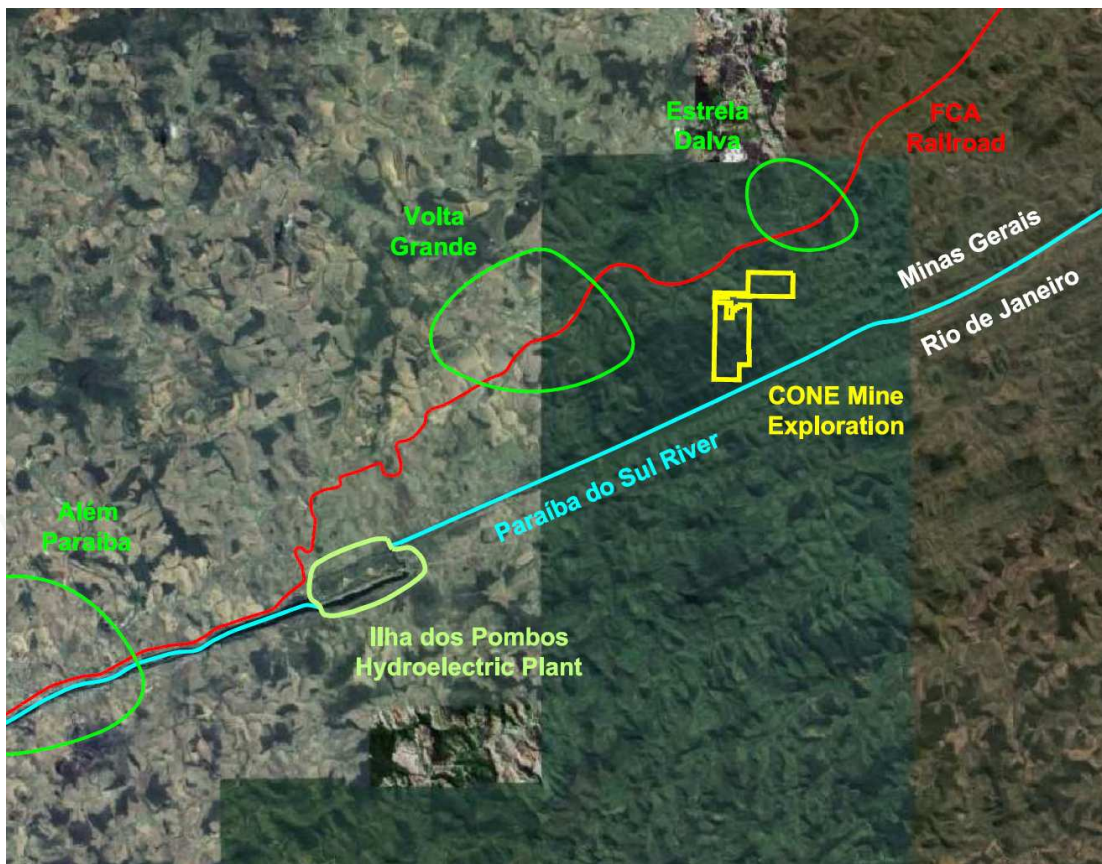 Estrela
Dalva
FCA
Railroad
Volta
Grande
Minas Gerais
Rio de Janeiro
CONE Mine
Exploration
Paraíba do Sul River
Além
Paraíba
Ilha dos Pombos
Hydroelectric Plant